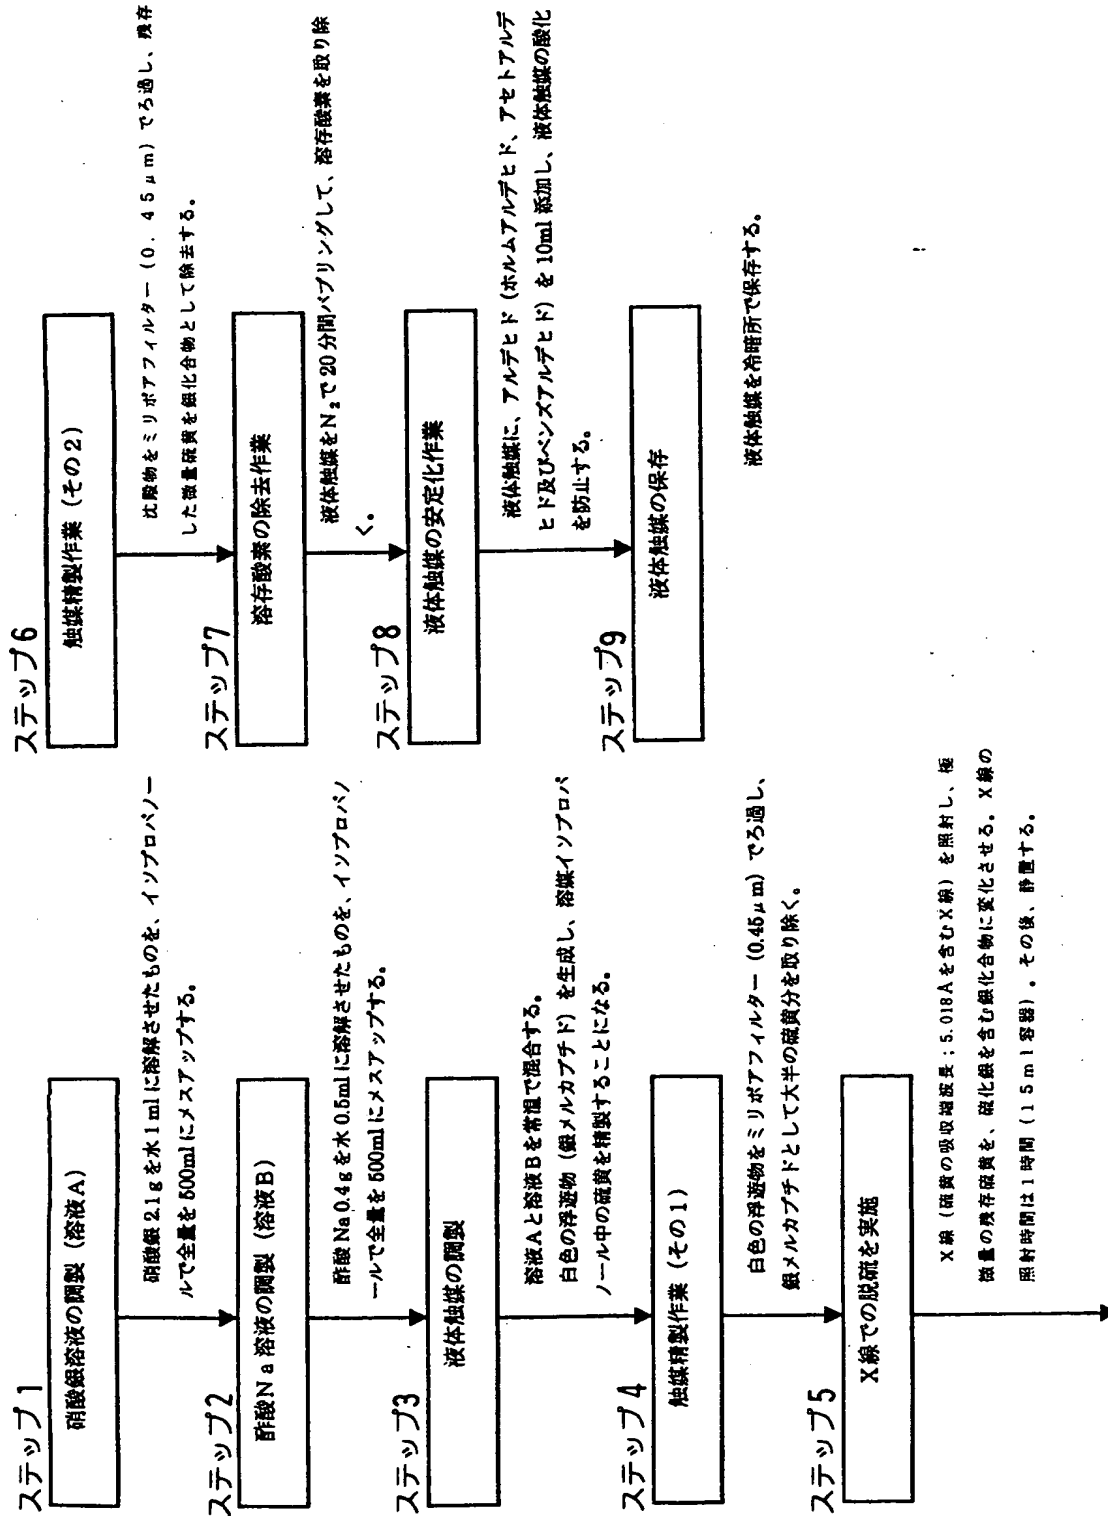 ステップ1
硝酸銀溶液の調製（溶液A）
硝酸銀2.1gを水1mlに溶解させたものを、イソプロパノー
ルで全量を500mlにメスアップする。
ステップ2
酢酸Na溶液の調製（溶液B）
酢酸Na0.4gを水0.5mlに溶解させたものを、イソプロパノ
ールで全量を500mlにメスアップする。
ステップ3
液体触媒の調製
溶液Aと溶液Bを常温で混合する。
白色の浮遊物（銀メルカプチド）を生成し、溶媒イソプロパ
ノール中の硫黄を精製することになる。
ステップ4
触媒精製作業（その1）
白色の浮遊物をミリポアフィルター（0.45μm）でろ過し、
銀メルカプチドとして大半の硫黄分を取り除く。
ステップ5
X線での脱硫を実施
X線（硫黄の吸収端波長；5.018Åを含むX線）を照射し、極
微量の残存硫黄を、硫化銀を含む銀化合物に変化させる。X線の
照射時間は1時間（15ml容器）。その後、静置する。
ステップ6
触媒精製作業（その2）
沈殿物をミリポアフィルター（0.45μm）でろ過し、残存
した微量硫黄を銀化合物として除去する。
ステップ7
溶存酸素の除去作業
液体触媒をN₂で20分間バブリングして、溶存酸素を取り除
く。
ステップ8
液体触媒の安定化作業
液体触媒に、アルデヒド（ホルムアルデヒド、アセトアルデ
ヒド及びベンズアルデヒド）を10ml添加し、液体触媒の酸化
を防止する。
ステップ9
液体触媒の保存
液体触媒を冷暗所で保存する。